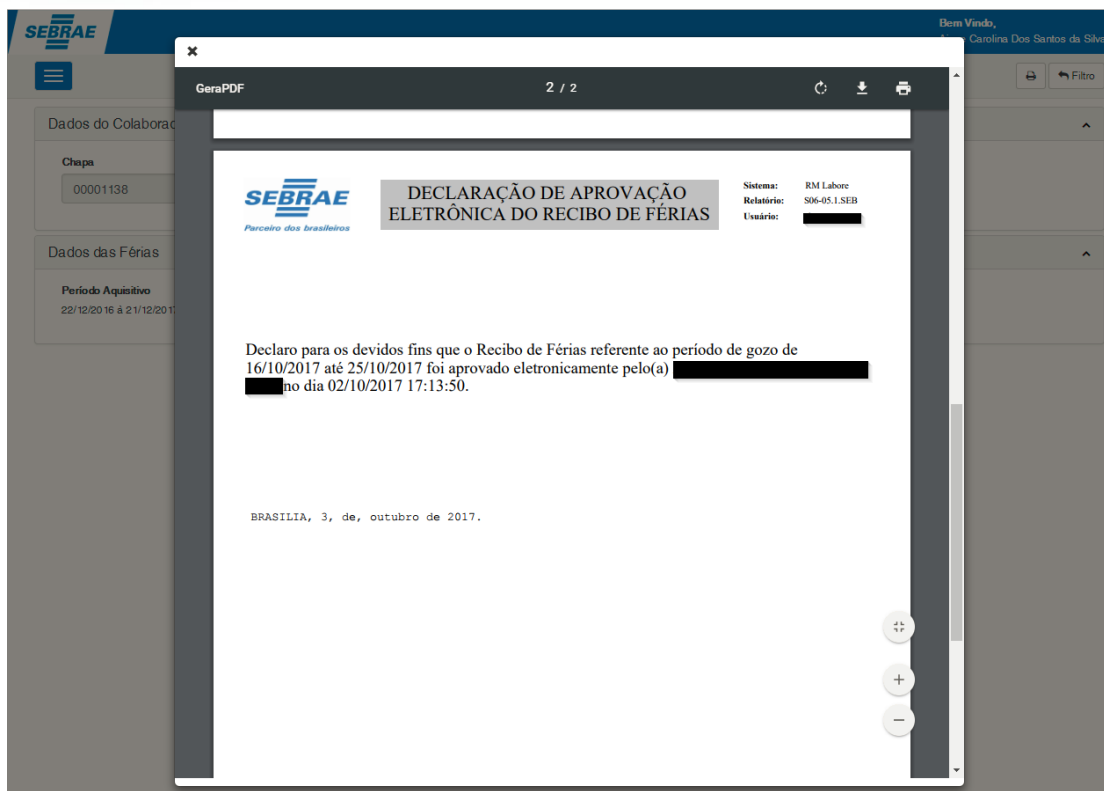 SEBRAE
Bem Vindo,
Carolina Dos Santos da Silva
Filtro
GeraPDF
2 / 2
Dados do Colaborad
Chapa
00001138
Dados das Férias
Período Aquisitivo
22/12/2016 á 21/12/2017
SEBRAE
Parceiro dos brasileiros
DECLARAÇÃO DE APROVAÇÃO
ELETRÔNICA DO RECIBO DE FÉRIAS
Sistema: RM Labore
Relatório: S06-05.1.SEB
Usuário:
Declaro para os devidos fins que o Recibo de Férias referente ao período de gozo de
16/10/2017 até 25/10/2017 foi aprovado eletronicamente pelo(a)
no dia 02/10/2017 17:13:50.
BRASILIA, 3, de, outubro de 2017.